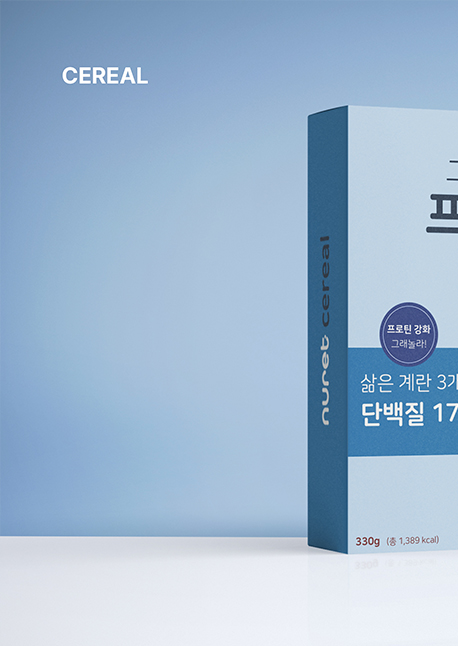 CEREAL
nuret cereal
프로틴 강화
그래놀라!
삶은 계란 3개
단백질 17
330g (총 1,389 kcal)